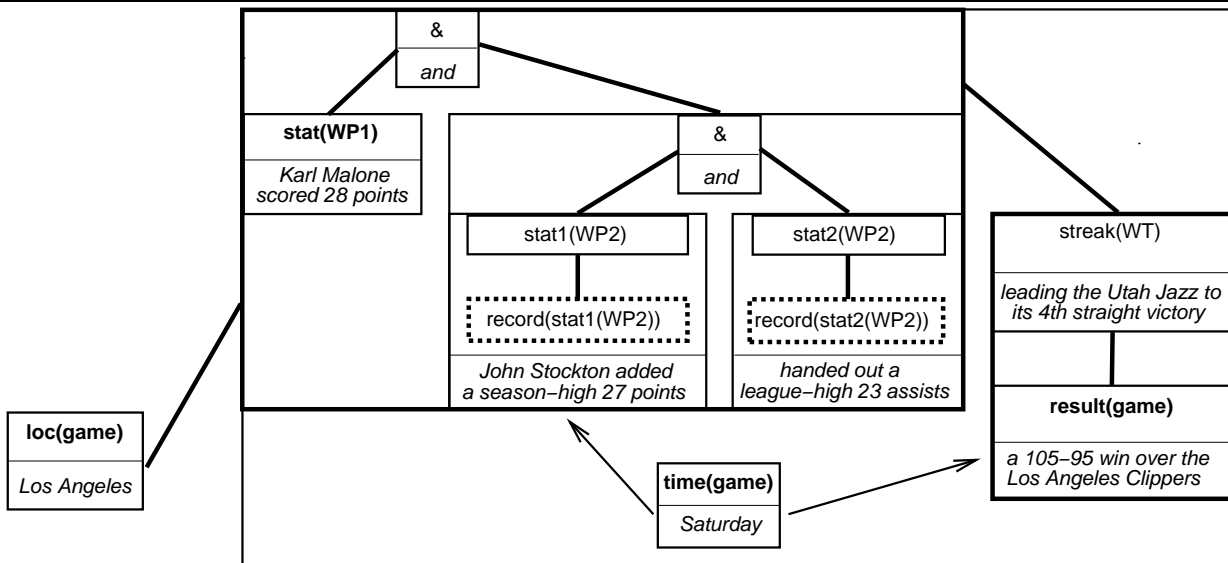 &
and
stat(WP1)
Karl Malone
scored 28 points
&
and
stat1(WP2)
stat2(WP2)
record(stat1(WP2))
record(stat2(WP2))
John Stockton added
a season–high 27 points
handed out a
league–high 23 assists
streak(WT)
leading the Utah Jazz to
its 4th straight victory
result(game)
a 105–95 win over the
Los Angeles Clippers
loc(game)
Los Angeles
time(game)
Saturday